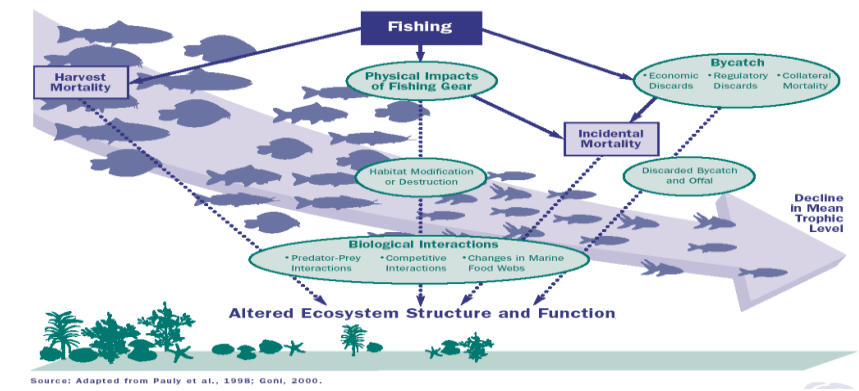 Fishing
Harvest
Mortality
Physical Impacts
of Fishing Gear
Bycatch
• Economic • Regulatory • Collateral
Discards Discards Mortality
Incidental
Mortality
Habitat Modification
or Destruction
Discarded Bycatch
and Offal
Decline
in Mean
Trophic
Level
Biological Interactions
• Predator-Prey • Competitive • Changes in Marine
Interactions Interactions Food Webs
Altered Ecosystem Structure and Function
Source: Adapted from Pauly et al., 1998; Goñi, 2000.